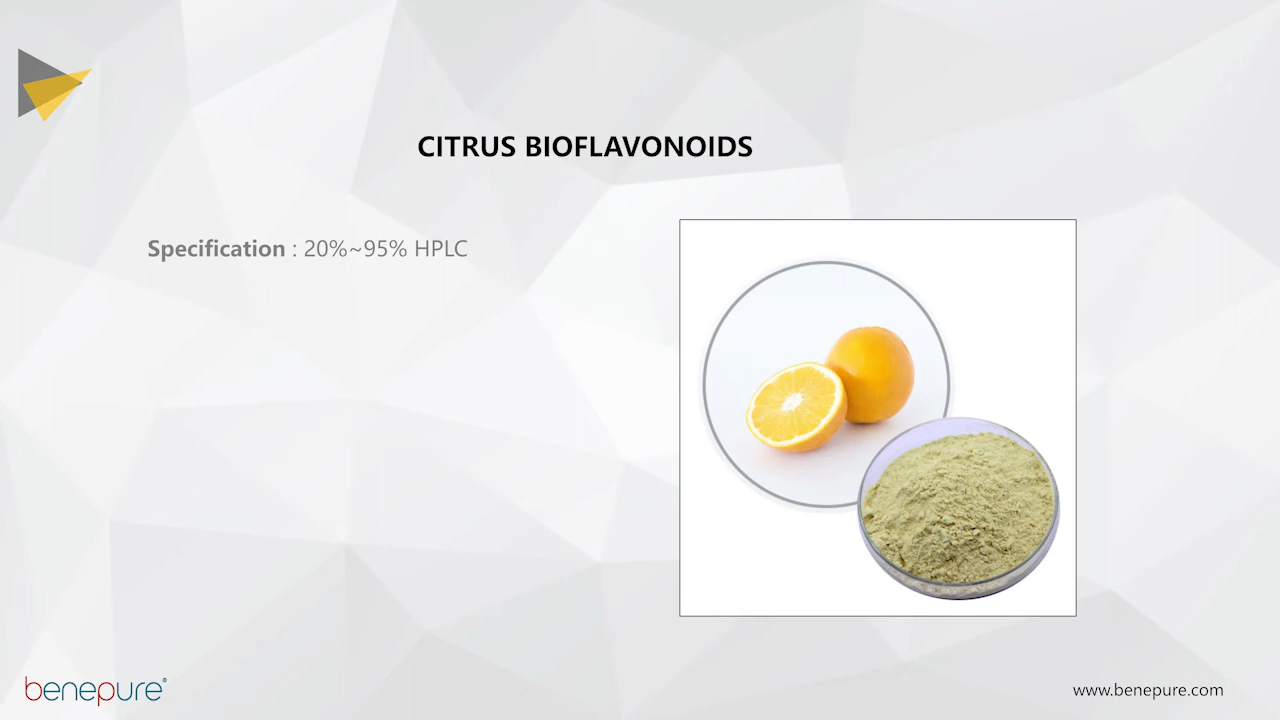 CITRUS BIOFLAVONOIDS
Specification : 20%~95% HPLC
benepure®
www.benepure.com